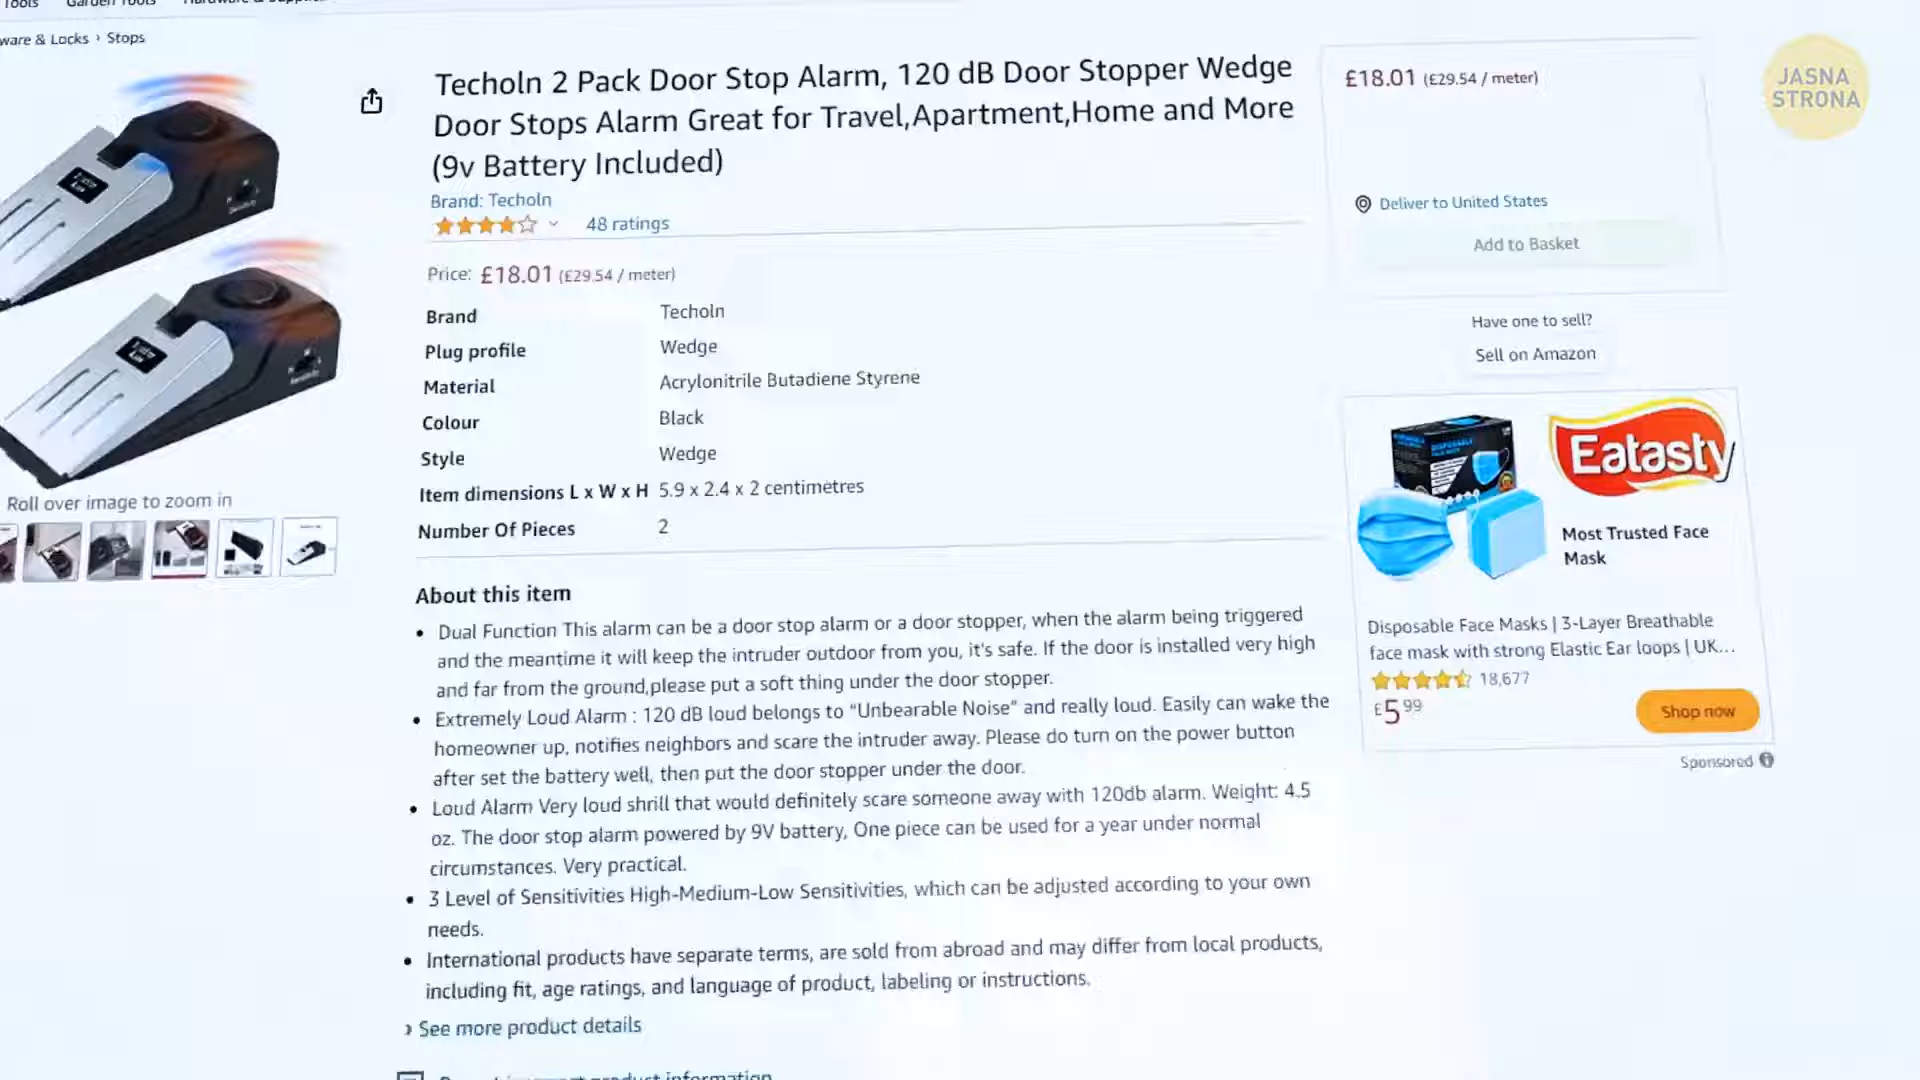 Tools
Garden Tools
ware & Locks › Stops
JASNA
STRONA
Techoln 2 Pack Door Stop Alarm, 120 dB Door Stopper Wedge
Door Stops Alarm Great for Travel,Apartment,Home and More
(9v Battery Included)
Brand: Techoln
48 ratings
Price: £18.01 (£29.54 / meter)
Brand Techoln
Plug profile Wedge
Material Acrylonitrile Butadiene Styrene
Colour Black
Style Wedge
Item dimensions L x W x H 5.9 x 2.4 x 2 centimetres
Number Of Pieces 2
Roll over image to zoom in
About this item
• Dual Function This alarm can be a door stop alarm or a door stopper, when the alarm being triggered
and the meantime it will keep the intruder outdoor from you, it's safe. If the door is installed very high
and far from the ground,please put a soft thing under the door stopper.
• Extremely Loud Alarm : 120 dB loud belongs to "Unbearable Noise" and really loud. Easily can wake the
homeowner up, notifies neighbors and scare the intruder away. Please do turn on the power button
after set the battery well, then put the door stopper under the door.
• Loud Alarm Very loud shrill that would definitely scare someone away with 120db alarm. Weight: 4.5
oz. The door stop alarm powered by 9V battery, One piece can be used for a year under normal
circumstances. Very practical.
• 3 Level of Sensitivities High-Medium-Low Sensitivities, which can be adjusted according to your own
needs.
• International products have separate terms, are sold from abroad and may differ from local products,
including fit, age ratings, and language of product, labeling or instructions.
› See more product details
£18.01 (£29.54 / meter)
Deliver to United States
Add to Basket
Have one to sell?
Sell on Amazon
Eatasty
Most Trusted Face
Mask
Disposable Face Masks | 3-Layer Breathable
face mask with strong Elastic Ear loops | UK...
18,677
£5.99
Shop now
Sponsored